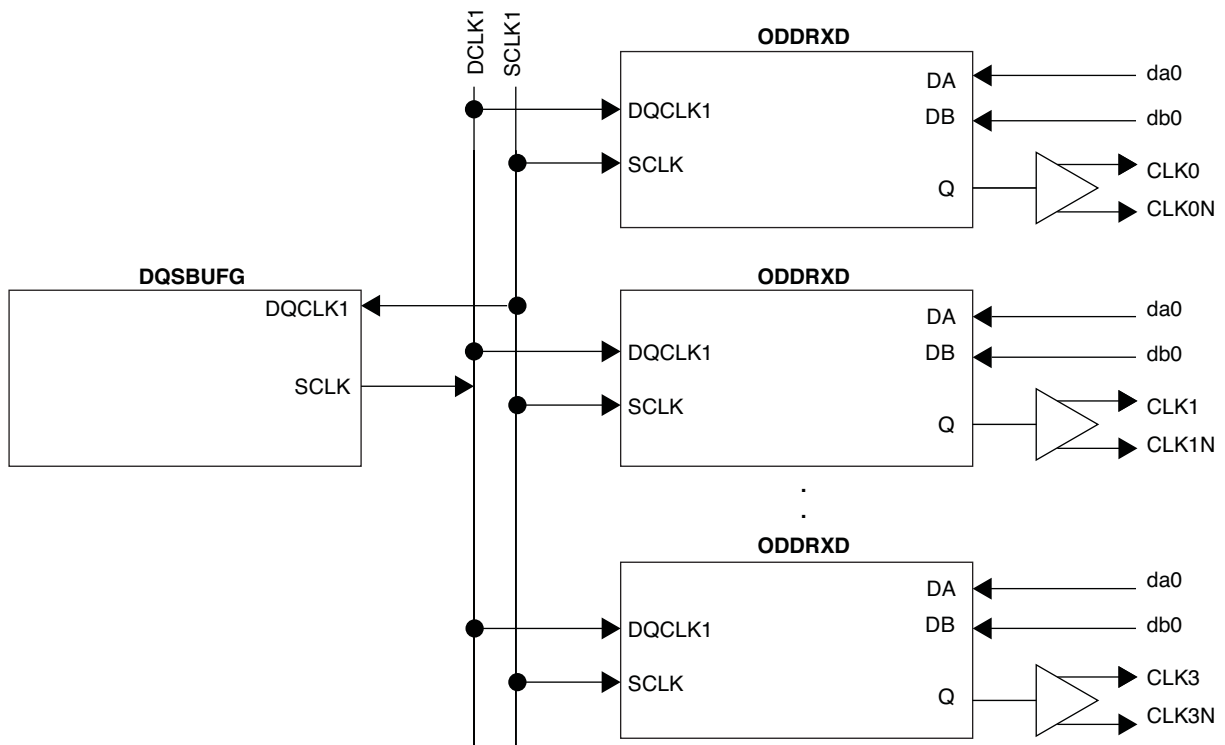 DCLK1
SCLK1
ODDRXD
DQCLK1
SCLK
DA
DB
Q
da0
db0
CLK0
CLK0N
DQSBUFG
DQCLK1
SCLK
ODDRXD
DQCLK1
SCLK
DA
DB
Q
da0
db0
CLK1
CLK1N
.
.
ODDRXD
DQCLK1
SCLK
DA
DB
Q
da0
db0
CLK3
CLK3N